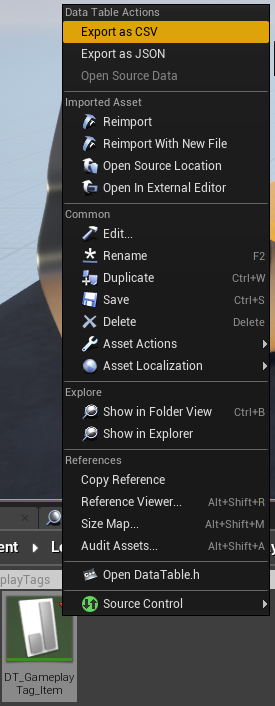 Data Table Actions
Export as CSV
Export as JSON
Open Source Data
Imported Asset
Reimport
Reimport With New File
Open Source Location
Open In External Editor
Common
Edit...
Rename F2
Duplicate Ctrl+W
Save Ctrl+S
Delete Delete
Asset Actions
Asset Localization
Explore
Show in Folder View Ctrl+B
Show in Explorer
References
Copy Reference
Reference Viewer... Alt+Shift+R
Size Map... Alt+Shift+M
Audit Assets... Alt+Shift+A
Open DataTable.h
Source Control
playTags
DT_Gameplay
Tag_Item